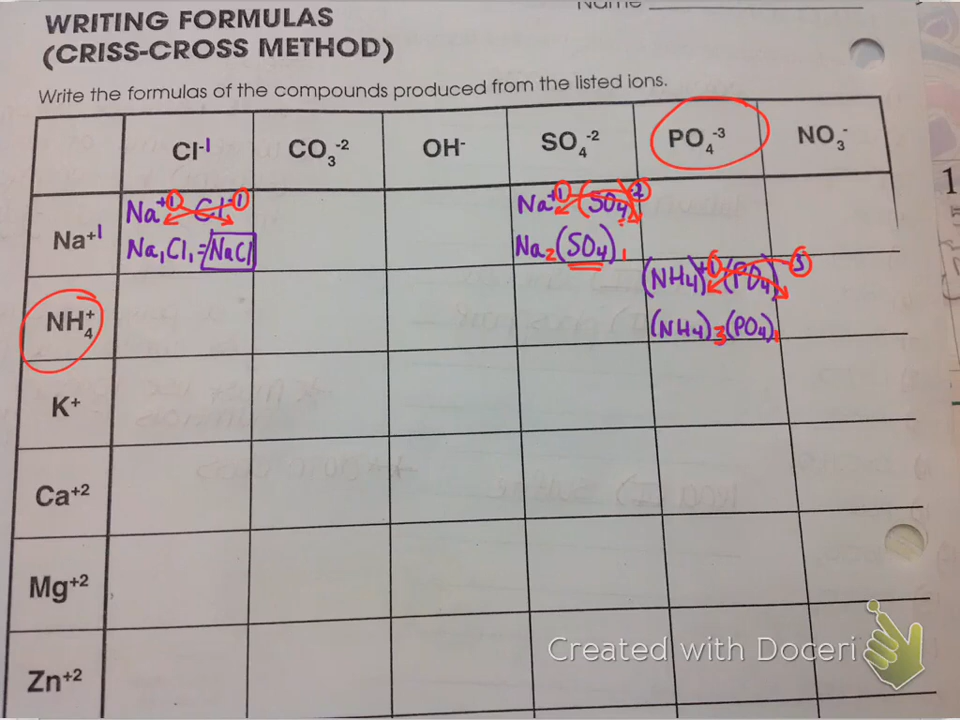 Name
WRITING FORMULAS
(CRISS-CROSS METHOD)
Write the formulas of the compounds produced from the listed ions.
Cl⁻¹ CO₃⁻² OH⁻ SO₄⁻² PO₄⁻³ NO₃⁻
Na⁺¹
Na⁺¹ Cl⁻¹
Na₁Cl₁=NaCl
Na⁺¹(SO₄)⁻²
Na₂(SO₄)₁
NH₄⁺
(NH₄)⁺¹(PO₄)⁻³
(NH₄)₃(PO₄)₁
K⁺
Ca⁺²
Mg⁺²
Zn⁺²
1
Created with Doceri